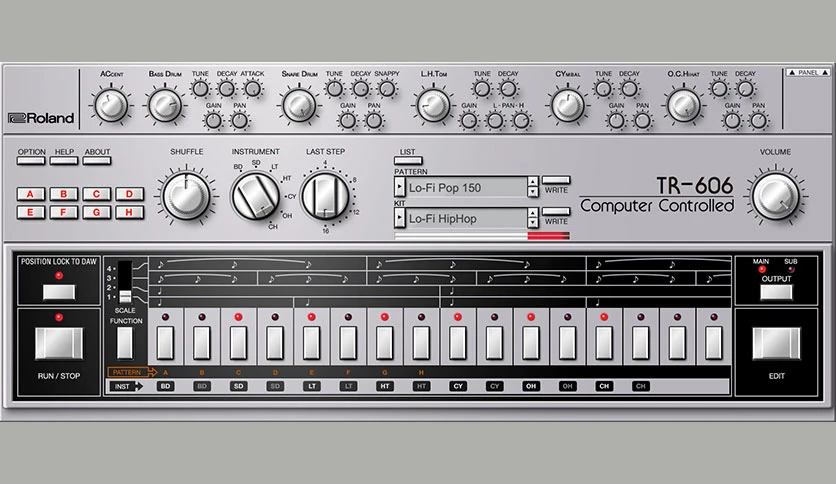 ACcent Bass Drum TUNE DECAY ATTACK Snare Drum TUNE DECAY SNAPPY L.H.Tom TUNE DECAY CYmbal TUNE DECAY O.C.Hihat TUNE DECAY ▲ PANEL ▲
GAIN PAN GAIN PAN GAIN L - PAN - H GAIN PAN GAIN PAN
Roland
OPTION HELP ABOUT SHUFFLE INSTRUMENT LAST STEP LIST VOLUME
BD SD LT HT CY OH CH
4 8 12 16
A B C D
E F G H
PATTERN
Lo-Fi Pop 150 WRITE
KIT
Lo-Fi HipHop WRITE
TR-606
Computer Controlled
POSITION LOCK TO DAW
RUN / STOP
4
3
2
1
SCALE
FUNCTION
MAIN SUB
OUTPUT
EDIT
PATTERN A B C D E F G H
INST BD BD SD SD LT LT HT HT CY CY OH OH CH CH